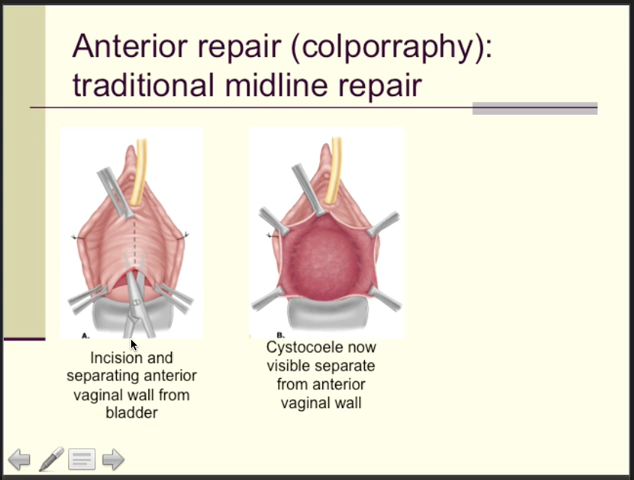 Anterior repair (colporraphy):
traditional midline repair
A.
B.
Incision and
separating anterior
vaginal wall from
bladder
Cystocoele now
visible separate
from anterior
vaginal wall